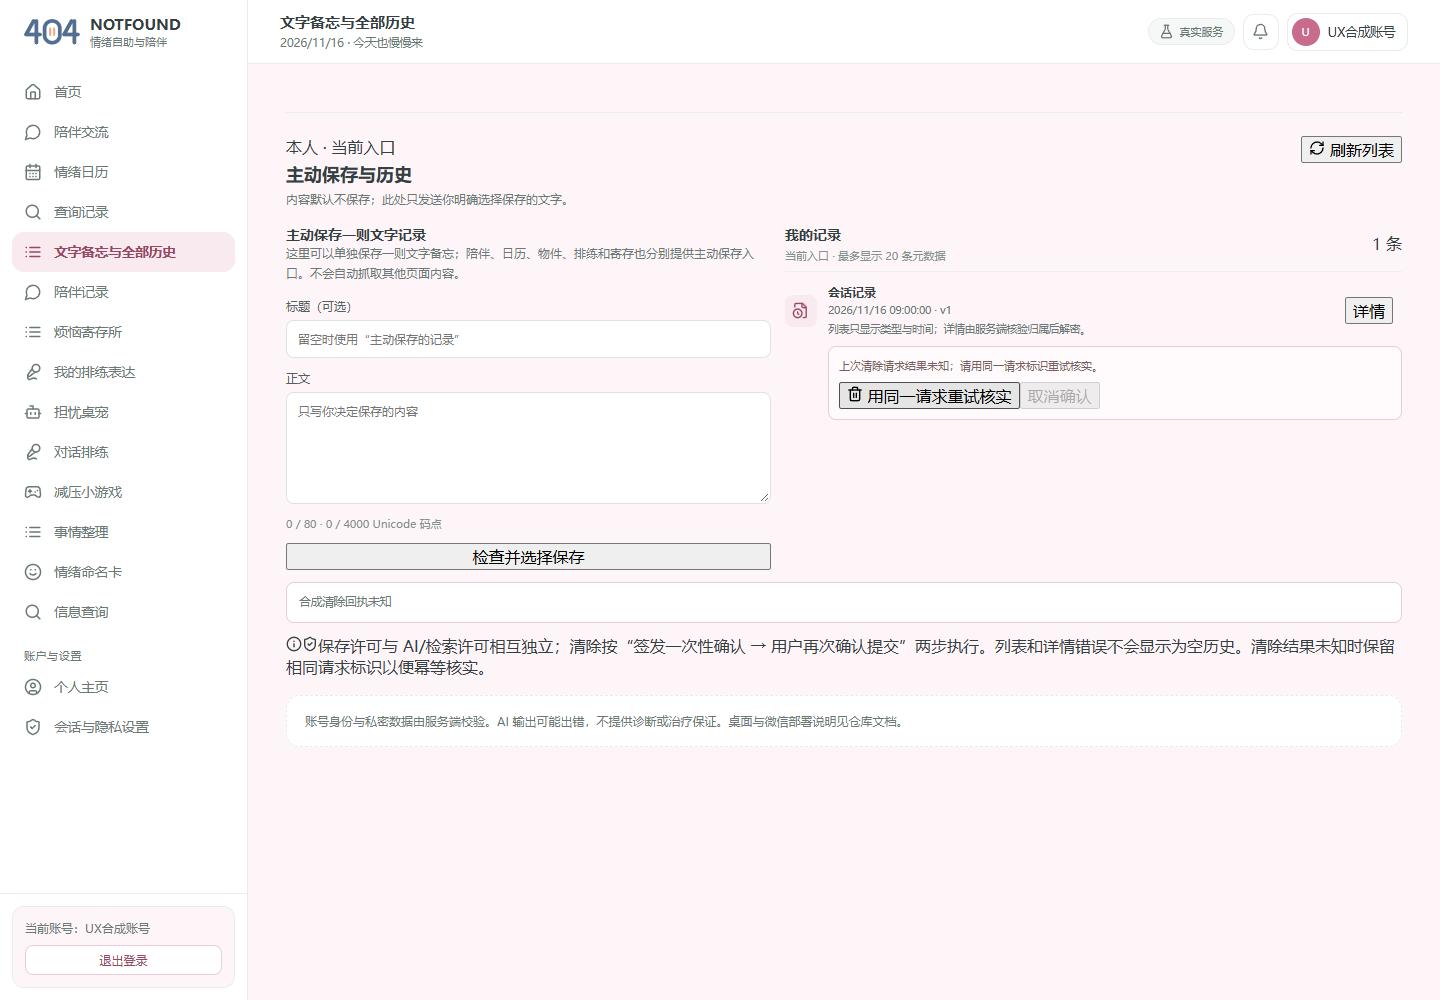 404 NOTFOUND
情绪自助与陪伴
首页
陪伴交流
情绪日历
查询记录
文字备忘与全部历史
陪伴记录
烦恼寄存所
我的排练表达
担忧桌宠
对话排练
减压小游戏
事情整理
情绪命名卡
信息查询
账户与设置
个人主页
会话与隐私设置
当前账号：UX合成账号
退出登录
文字备忘与全部历史
2026/11/16 · 今天也慢慢来
真实服务
U UX合成账号
本人 · 当前入口
主动保存与历史
内容默认不保存；此处只发送你明确选择保存的文字。
刷新列表
主动保存一则文字记录
这里可以单独保存一则文字备忘；陪伴、日历、物件、排练和寄存也分别提供主动保存入
口。不会自动抓取其他页面内容。
标题（可选）
留空时使用“主动保存的记录”
正文
只写你决定保存的内容
0 / 80 · 0 / 4000 Unicode 码点
检查并选择保存
我的记录
当前入口 · 最多显示 20 条元数据
1 条
会话记录
2026/11/16 09:00:00 · v1
列表只显示类型与时间；详情由服务端核验归属后解密。
详情
上次清除请求结果未知；请用同一请求标识重试核实。
用同一请求重试核实 取消确认
合成清除回执未知
保存许可与 AI/检索许可相互独立；清除按“签发一次性确认 → 用户再次确认提交”两步执行。列表和详情错误不会显示为空历史。清除结果未知时保留
相同请求标识以便幂等核实。
账号身份与私密数据由服务端校验。AI 输出可能出错，不提供诊断或治疗保证。桌面与微信部署说明见仓库文档。